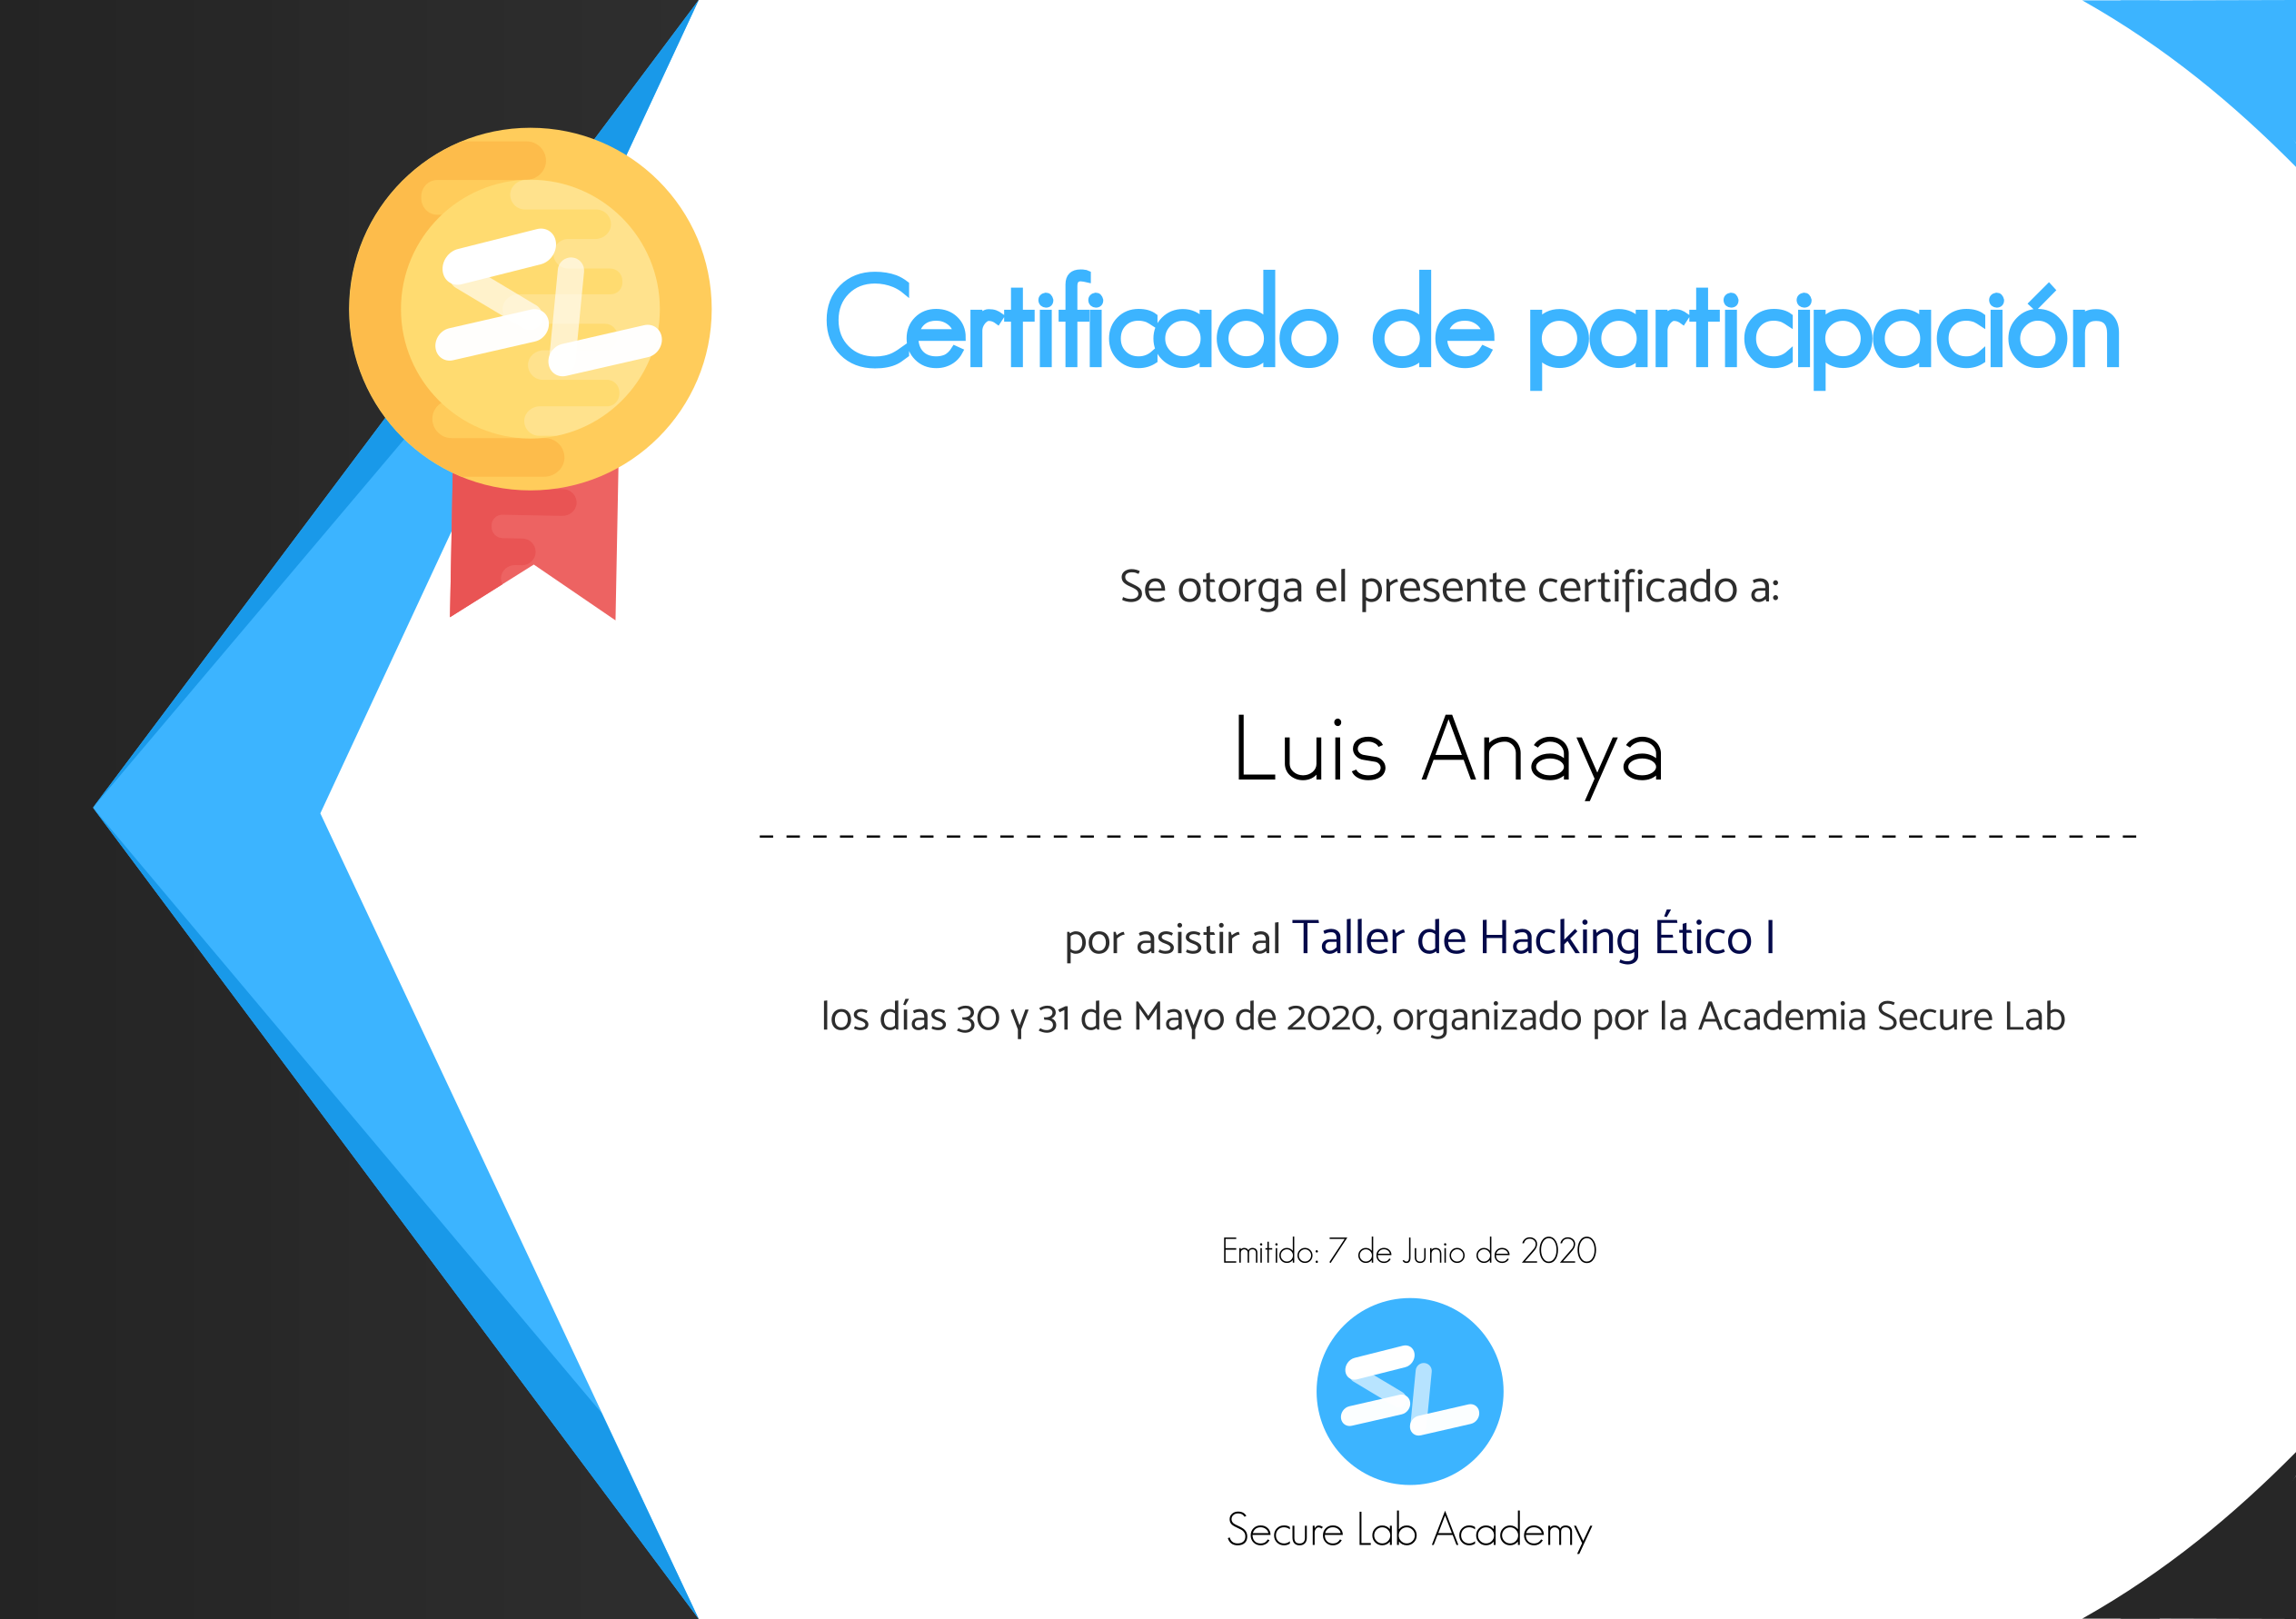 Certificado de participación
Se otorga el presente certificado a:
Luis Anaya
por asistir al Taller de Hacking Ético I
los días 30 y 31 de Mayo de 2020, organizado por la Academia Secure Lab
Emitido: 7 de Junio de 2020
Secure Lab Academy